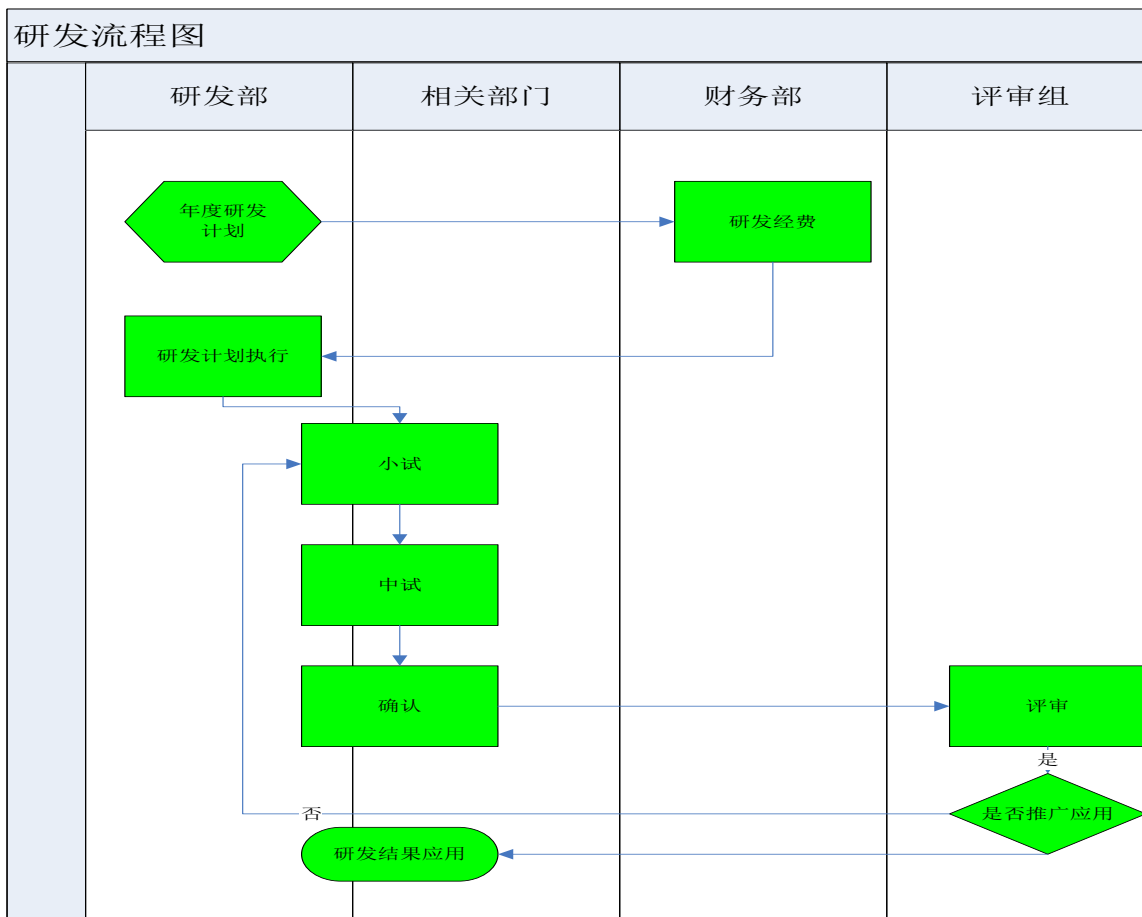 研发流程图
研发部
相关部门
财务部
评审组
年度研发
计划
研发经费
研发计划执行
小试
中试
确认
评审
是
否
是否推广应用
研发结果应用